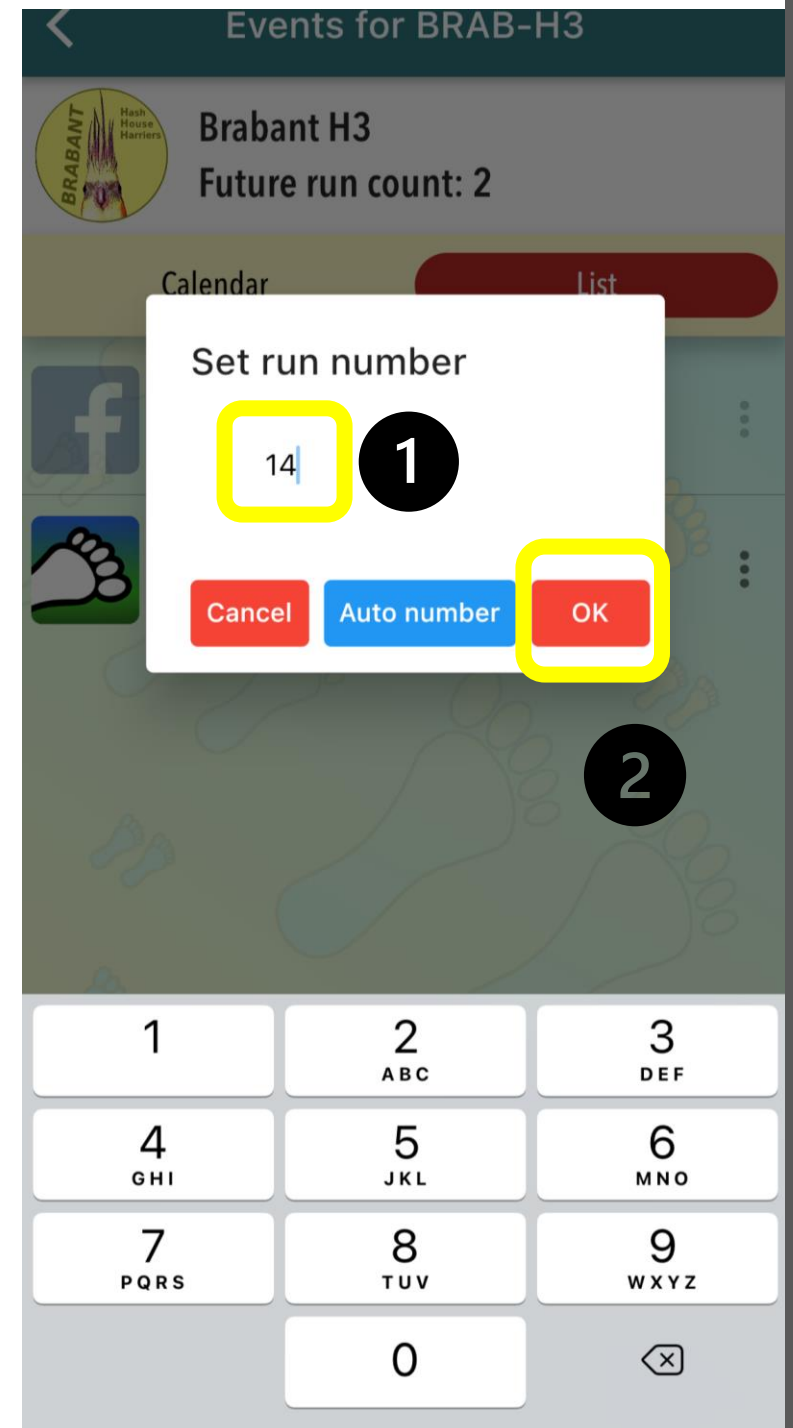 Events for BRAB-H3
BRABANT
Hash
House
Harriers
Brabant H3
Future run count: 2
Calendar
List
Set run number
f
14
1
Cancel
Auto number
OK
2
1
2
ABC
3
DEF
4
GHI
5
JKL
6
MNO
7
PQRS
8
TUV
9
WXYZ
0